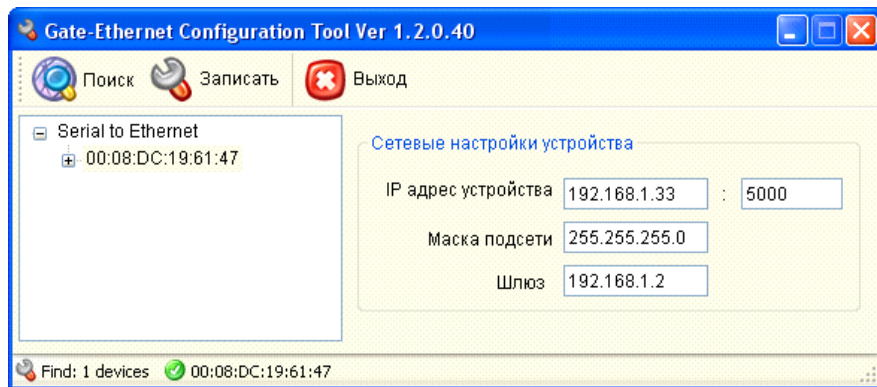 Gate-Ethernet Configuration Tool Ver 1.2.0.40
Поиск Записать Выход
Serial to Ethernet
00:08:DC:19:61:47
Сетевые настройки устройства
IP адрес устройства 192.168.1.33 : 5000
Маска подсети 255.255.255.0
Шлюз 192.168.1.2
Find: 1 devices 00:08:DC:19:61:47